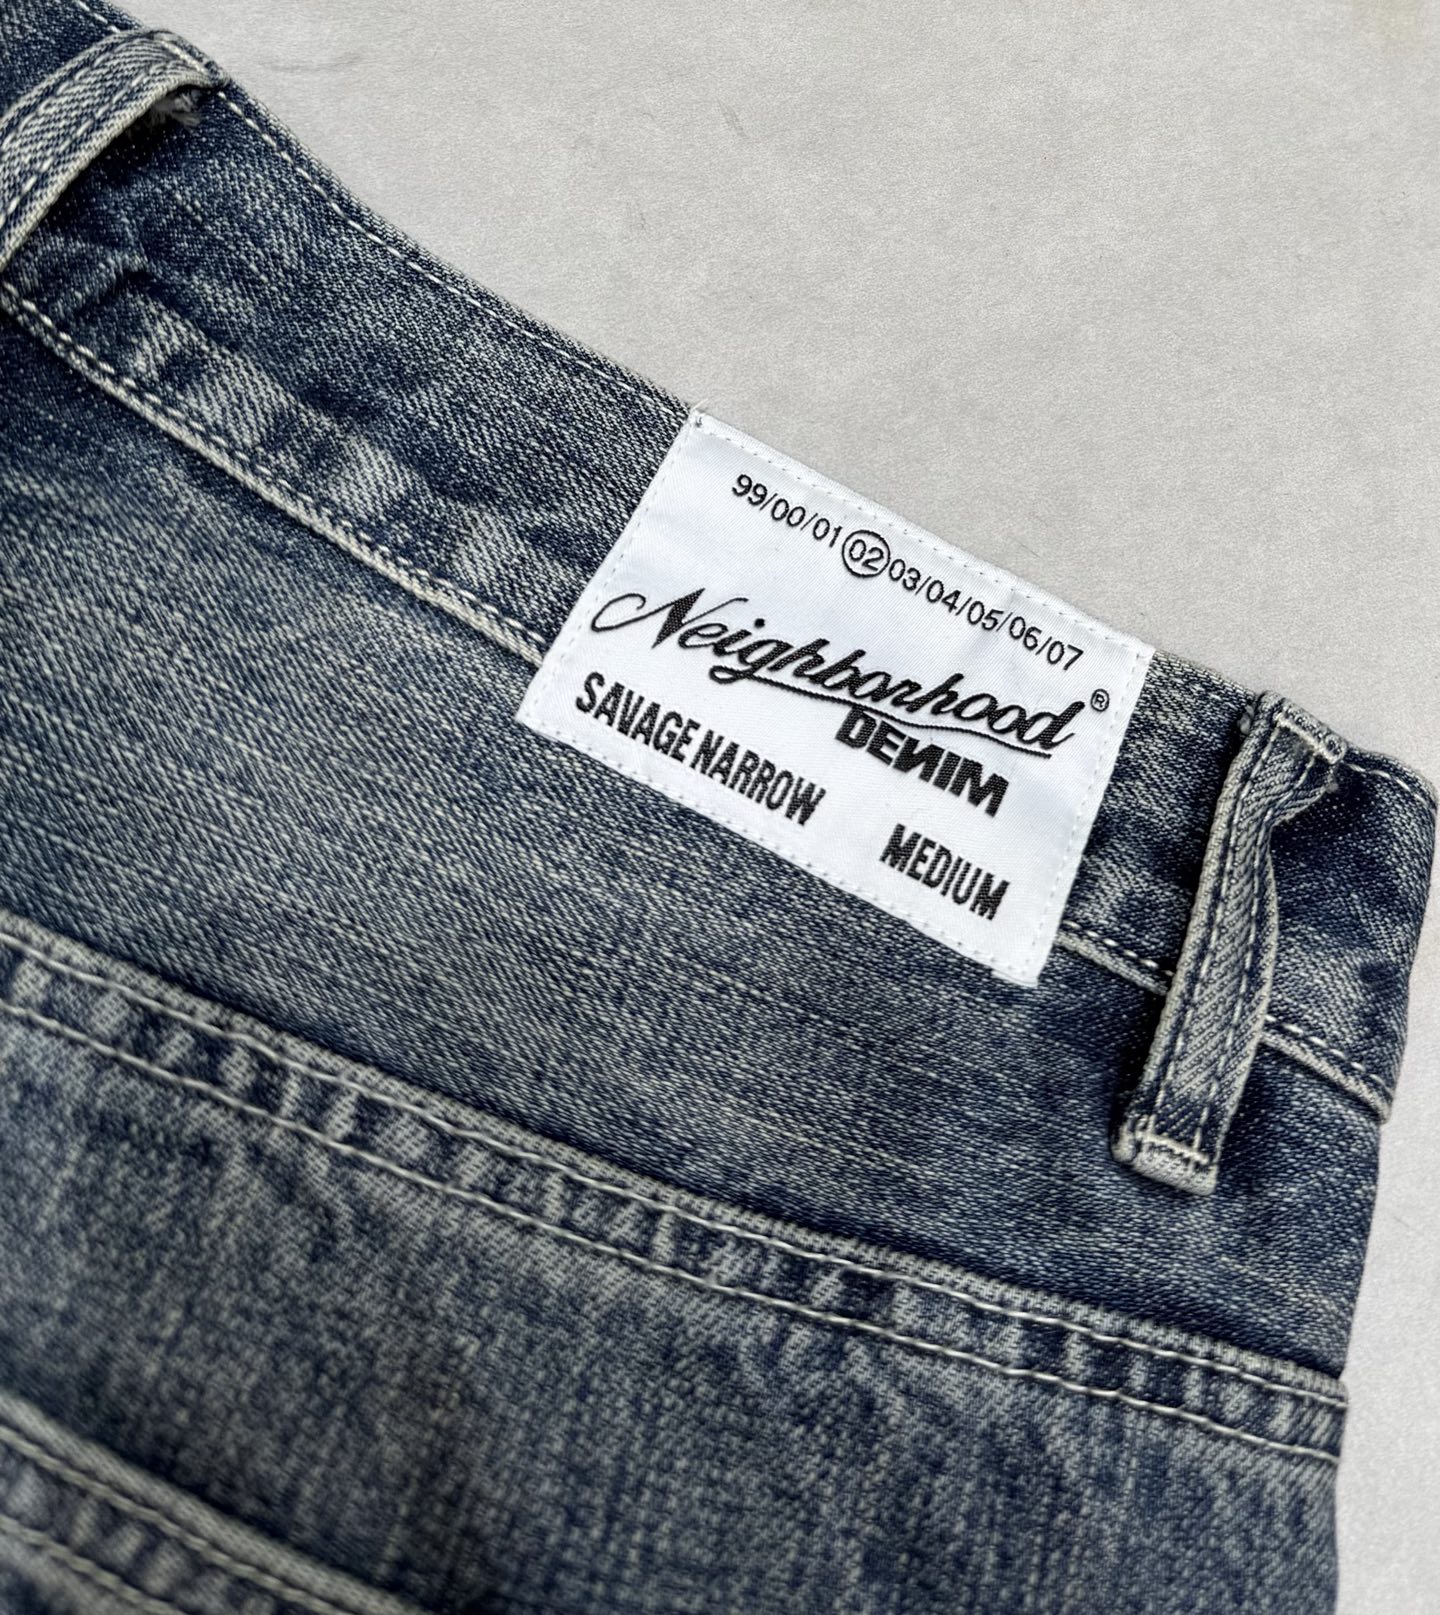 99/00/01 02 03/04/05/06/07
Neighborhood®
DENIM
SAVAGE NARROW MEDIUM